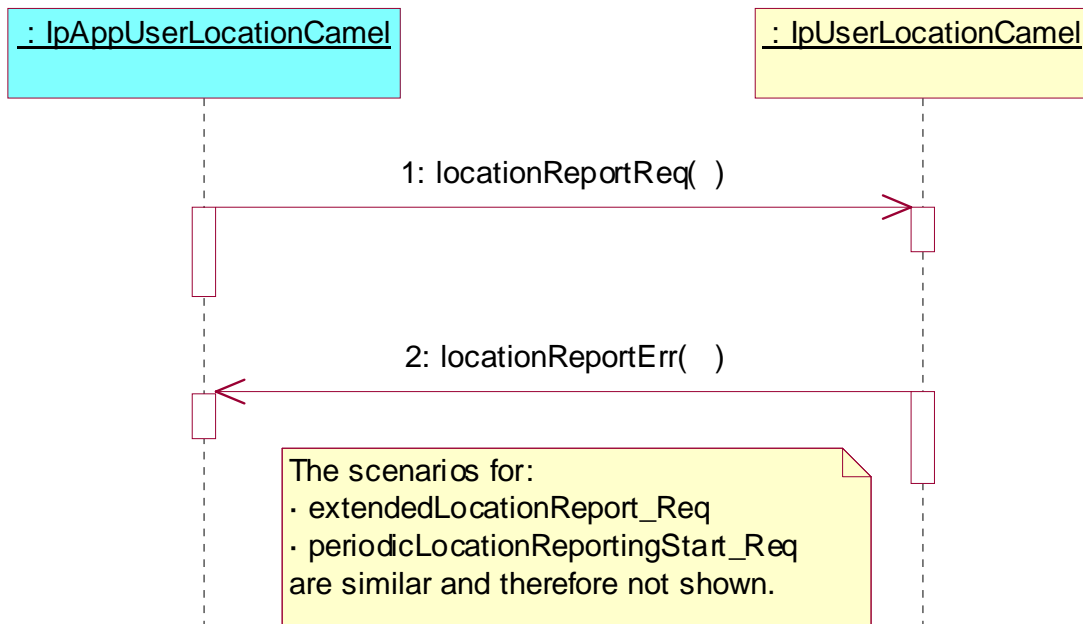 : IpAppUserLocationCamel
: IpUserLocationCamel
1: locationReportReq( )
2: locationReportErr( )
The scenarios for:
· extendedLocationReport_Req
· periodicLocationReportingStart_Req
are similar and therefore not shown.